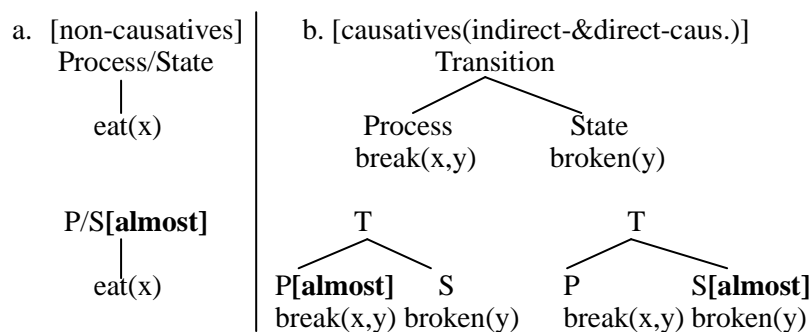 a. [non-causatives]
Process/State
eat(x)
P/S[almost]
eat(x)
b. [causatives(indirect-&direct-caus.)]
Transition
Process State
break(x,y) broken(y)
T T
P[almost] S P S[almost]
break(x,y) broken(y) break(x,y) broken(y)